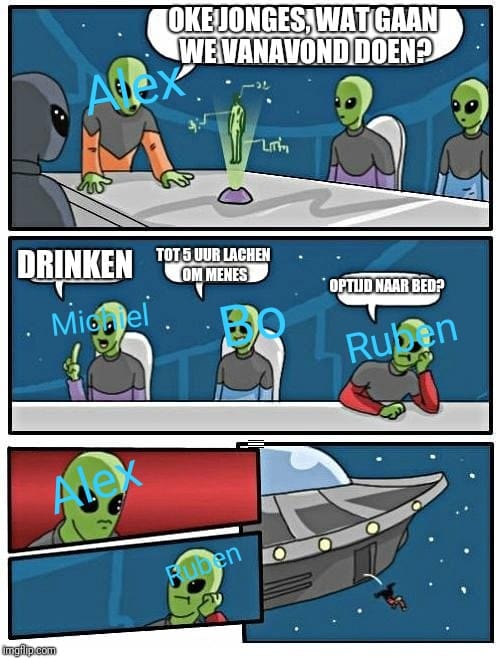 OKE JONGES, WAT GAAN
WE VANAVOND DOEN?
Alex
DRINKEN
TOT 5 UUR LACHEN
OM MENES
OPTIJD NAAR BED?
Michiel
Bo
Ruben
Alex
Ruben
imgflip.com